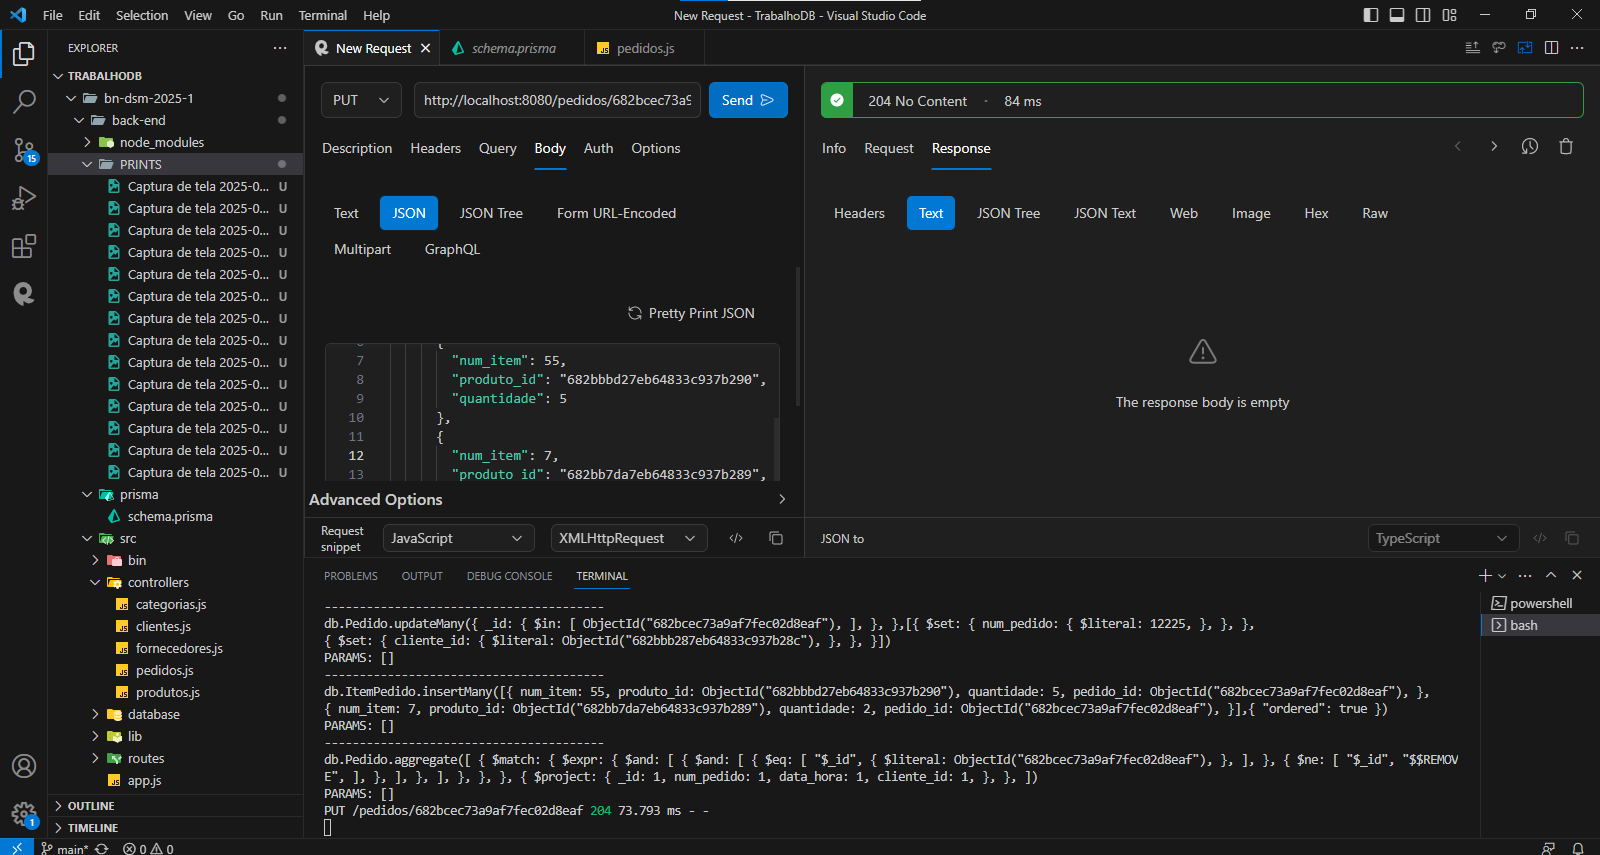 File Edit Selection View Go Run Terminal Help
New Request - TrabalhoDB - Visual Studio Code
EXPLORER
TRABALHODB
bn-dsm-2025-1
back-end
node_modules
PRINTS
Captura de tela 2025-0... U
Captura de tela 2025-0... U
Captura de tela 2025-0... U
Captura de tela 2025-0... U
Captura de tela 2025-0... U
Captura de tela 2025-0... U
Captura de tela 2025-0... U
Captura de tela 2025-0... U
Captura de tela 2025-0... U
Captura de tela 2025-0... U
Captura de tela 2025-0... U
Captura de tela 2025-0... U
Captura de tela 2025-0... U
Captura de tela 2025-0... U
prisma
schema.prisma
src
bin
controllers
JS categorias.js
JS clientes.js
JS fornecedores.js
JS pedidos.js
JS produtos.js
database
lib
routes
JS app.js
OUTLINE
TIMELINE
15
1
New Request
schema.prisma
JS pedidos.js
PUT
http://localhost:8080/pedidos/682bcec73a9
Send
Description Headers Query Body Auth Options
Text JSON JSON Tree Form URL-Encoded
Multipart GraphQL
Pretty Print JSON
6 {
7 "num_item": 55,
8 "produto_id": "682bbbd27eb64833c937b290",
9 "quantidade": 5
10 },
11 {
12 "num_item": 7,
13 "produto_id": "682bb7da7eb64833c937b289",
Advanced Options
Request snippet
JavaScript
XMLHttpRequest
204 No Content · 84 ms
Info Request Response
Headers Text JSON Tree JSON Text Web Image Hex Raw
The response body is empty
JSON to
TypeScript
PROBLEMS OUTPUT DEBUG CONSOLE TERMINAL
powershell
bash
----------------------------------------
db.Pedido.updateMany({ _id: { $in: [ ObjectId("682bcec73a9af7fec02d8eaf"), ], }, },[{ $set: { num_pedido: { $literal: 12225, }, }, },
{ $set: { cliente_id: { $literal: ObjectId("682bbb287eb64833c937b28c"), }, }, }])
PARAMS: []
----------------------------------------
db.ItemPedido.insertMany([{ num_item: 55, produto_id: ObjectId("682bbbd27eb64833c937b290"), quantidade: 5, pedido_id: ObjectId("682bcec73a9af7fec02d8eaf"), },
{ num_item: 7, produto_id: ObjectId("682bb7da7eb64833c937b289"), quantidade: 2, pedido_id: ObjectId("682bcec73a9af7fec02d8eaf"), }],{ "ordered": true })
PARAMS: []
----------------------------------------
db.Pedido.aggregate([ { $match: { $expr: { $and: [ { $and: [ { $eq: [ "$_id", { $literal: ObjectId("682bcec73a9af7fec02d8eaf"), }, ], }, { $ne: [ "$_id", "$$REMOV
E", ], }, ], }, ], }, }, }, { $project: { _id: 1, num_pedido: 1, data_hora: 1, cliente_id: 1, }, }, ])
PARAMS: []
PUT /pedidos/682bcec73a9af7fec02d8eaf 204 73.793 ms - -
main* 0 0